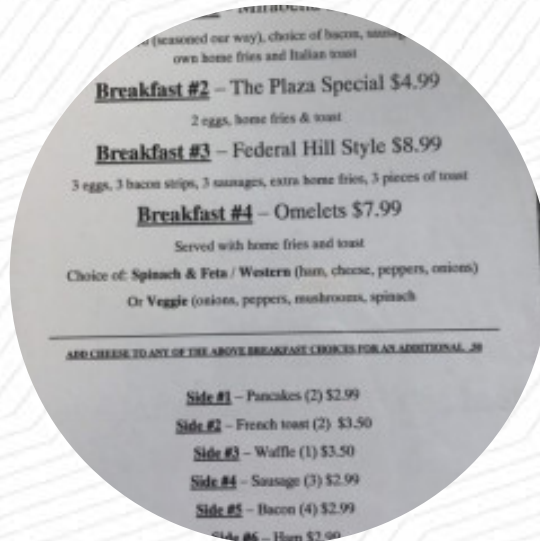 (seasoned our way), choice of bacon,
own home fries and Italian toast
Breakfast #2 – The Plaza Special $4.99
2 eggs, home fries & toast
Breakfast #3 – Federal Hill Style $8.99
3 eggs, 3 bacon strips, 3 sausages, extra home fries, 3 pieces of toast
Breakfast #4 – Omelets $7.99
Served with home fries and toast
Choice of: Spinach & Feta / Western (ham, cheese, peppers, onions)
Or Veggie (onions, peppers, mushrooms, spinach
ADD CHEESE TO ANY OF THE ABOVE BREAKFAST CHOICES FOR AN ADDITIONAL .50
Side #1 – Pancakes (2) $2.99
Side #2 – French toast (2) $3.50
Side #3 – Waffle (1) $3.50
Side #4 – Sausage (3) $2.99
Side #5 – Bacon (4) $2.99
Side #6 – Ham $2.99